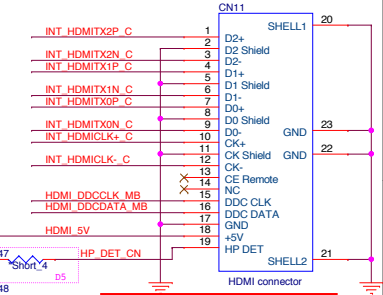 CN11
INT_HDMITX2P_C 1 D2+ SHELL1 20
2 D2 Shield
INT_HDMITX2N_C 3 D2-
INT_HDMITX1P_C 4 D1+
5 D1 Shield
INT_HDMITX1N_C 6 D1-
INT_HDMITX0P_C 7 D0+
8 D0 Shield
INT_HDMITX0N_C 9 D0- GND 23
INT_HDMICLK+_C 10 CK+
11 CK Shield GND 22
INT_HDMICLK-_C 12 CK-
13 CE Remote
14 NC
HDMI_DDCCLK_MB 15 DDC CLK
HDMI_DDCDATA_MB 16 DDC DATA
17 GND
HDMI_5V 18 +5V
47 HP_DET_CN 19 HP DET
Short_4 SHELL2 21
D5
HDMI connector
48